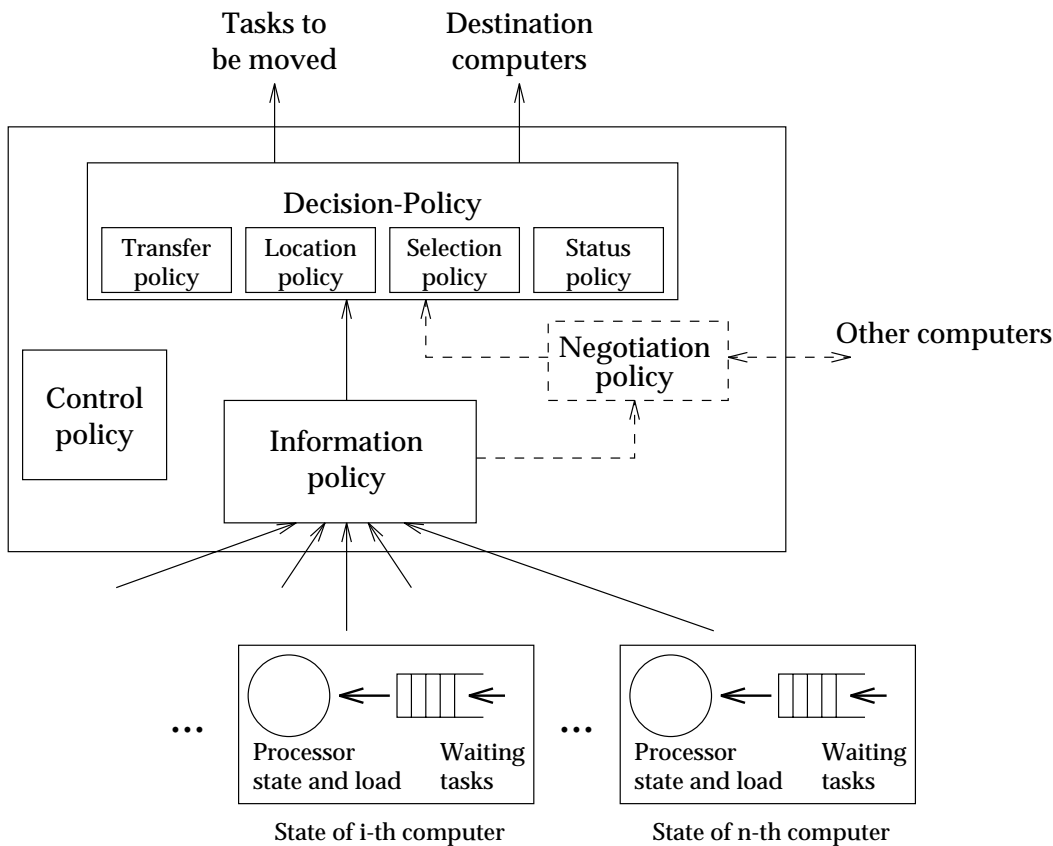 Tasks to
be moved
Destination
computers
Decision-Policy
Transfer
policy
Location
policy
Selection
policy
Status
policy
Negotiation
policy
Other computers
Control
policy
Information
policy
...
Processor
state and load
Waiting
tasks
State of i-th computer
...
Processor
state and load
Waiting
tasks
State of n-th computer